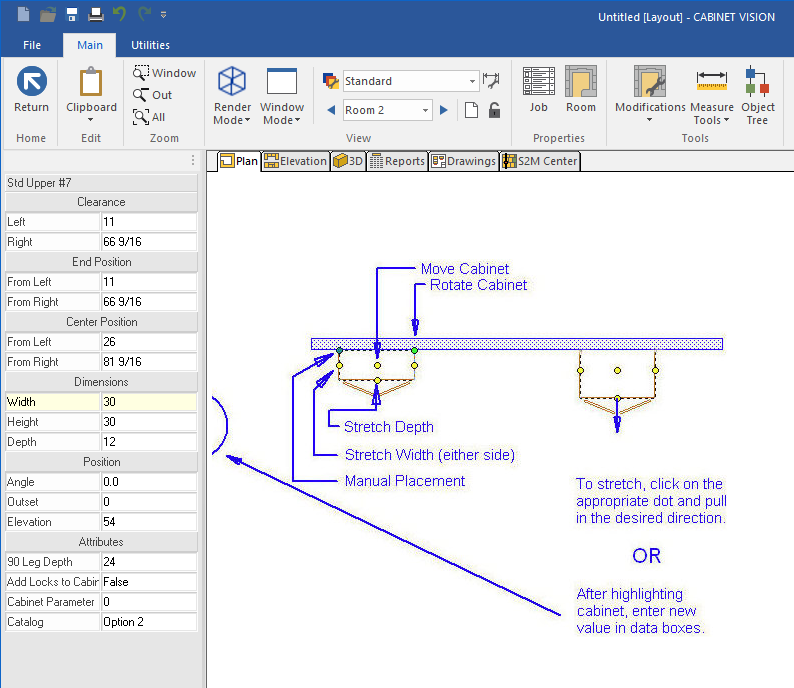 Untitled [Layout] - CABINET VISION
File Main Utilities
Return
Home
Clipboard
Edit
Window
Out
All
Zoom
Render Mode
Window Mode
Standard
Room 2
View
Job
Room
Properties
Modifications
Measure Tools
Object Tree
Tools
Plan Elevation 3D Reports Drawings S2M Center
Std Upper #7
Clearance
Left 11
Right 66 9/16
End Position
From Left 11
From Right 66 9/16
Center Position
From Left 26
From Right 81 9/16
Dimensions
Width 30
Height 30
Depth 12
Position
Angle 0.0
Outset 0
Elevation 54
Attributes
90 Leg Depth 24
Add Locks to Cabir False
Cabinet Parameter 0
Catalog Option 2
Move Cabinet
Rotate Cabinet
Stretch Depth
Stretch Width (either side)
Manual Placement
To stretch, click on the
appropriate dot and pull
in the desired direction.
OR
After highlighting
cabinet, enter new
value in data boxes.